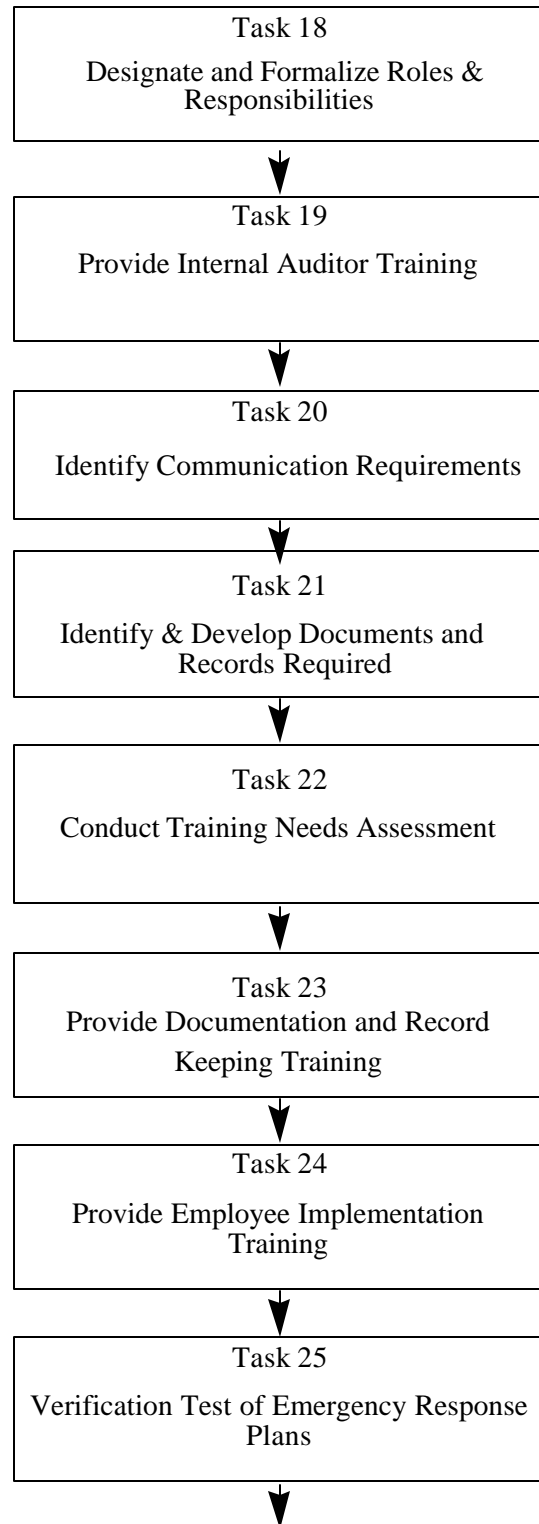 Task 18
Designate and Formalize Roles &
Responsibilities
Task 19
Provide Internal Auditor Training
Task 20
Identify Communication Requirements
Task 21
Identify & Develop Documents and
Records Required
Task 22
Conduct Training Needs Assessment
Task 23
Provide Documentation and Record
Keeping Training
Task 24
Provide Employee Implementation
Training
Task 25
Verification Test of Emergency Response
Plans